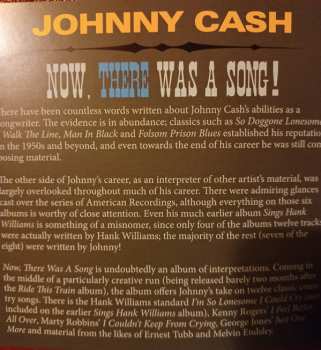 JOHNNY CASH
NOW, THERE WAS A SONG!
here have been countless words written about Johnny Cash's abilities as a
ongwriter. The evidence is in abundance; classics such as So Doggone Lonesome
Walk The Line, Man In Black and Folsom Prison Blues established his reputation
n the 1950s and beyond, and even towards the end of his career he was still com
posing material.
The other side of Johnny's career, as an interpreter of other artist's material, was
largely overlooked throughout much of his career. There were admiring glances
cast over the series of American Recordings, although everything on those six
albums is worthy of close attention. Even his much earlier album Sings Hank
Williams is something of a misnomer, since only four of the albums twelve tracks
were actually written by Hank Williams; the majority of the rest (seven of the
eight) were written by Johnny!
Now, There Was A Song is undoubtedly an album of interpretations. Coming in
the middle of a particularly creative run (being released barely two months after
the Ride This Train album), the album offers Johnny's take on twelve classic coun
try songs. There is the Hank Williams standard I'm So Lonesome I Could Cry (not
included on the earlier Sings Hank Williams album), Kenny Rogers' I Feel Better
All Over, Marty Robbins' I Couldn't Keep From Crying, George Jones' Just One
More and material from the likes of Ernest Tubb and Melvin Endsley.